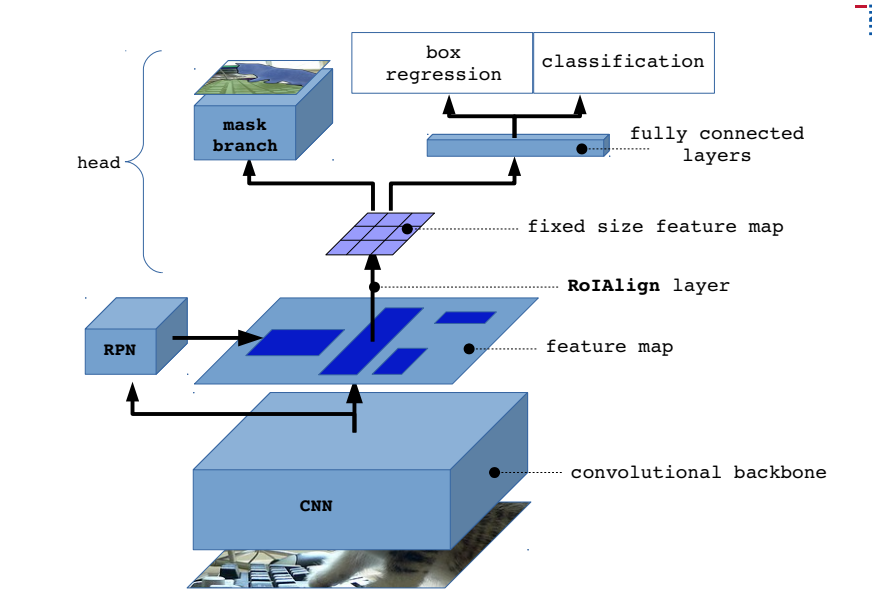 box
regression
classification
mask
branch
fully connected
layers
head
fixed size feature map
RoIAlign layer
RPN
feature map
convolutional backbone
CNN